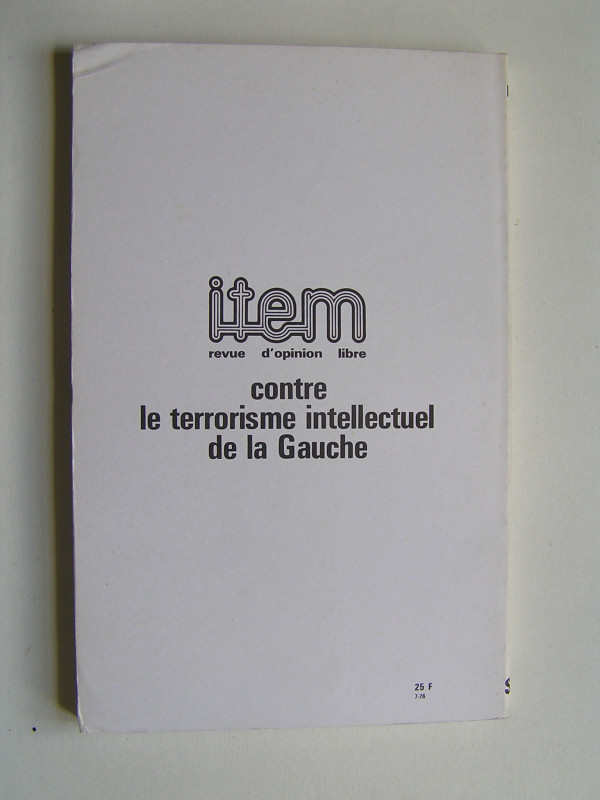 item
revue d'opinion libre
contre
le terrorisme intellectuel
de la Gauche
25 F
7-76
S